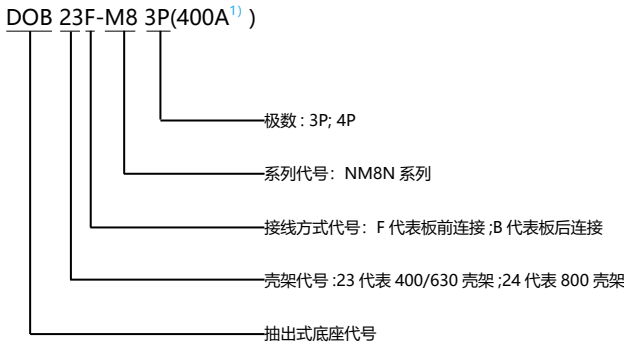 DOB 23F-M8 3P(400A¹⁾ )
极数 : 3P; 4P
系列代号：NM8N 系列
接线方式代号：F 代表板前连接 ;B 代表板后连接
壳架代号 :23 代表 400/630 壳架 ;24 代表 800 壳架
抽出式底座代号